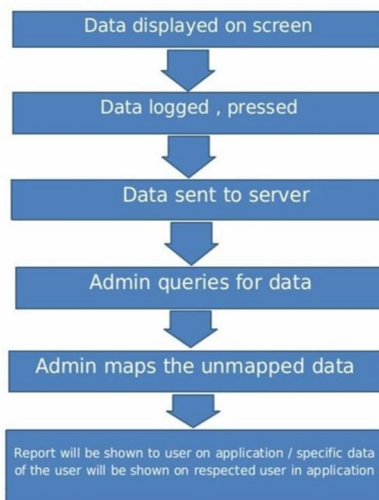 Data displayed on screen
Data logged , pressed
Data sent to server
Admin queries for data
Admin maps the unmapped data
Report will be shown to user on application / specific data
of the user will be shown on respected user in application